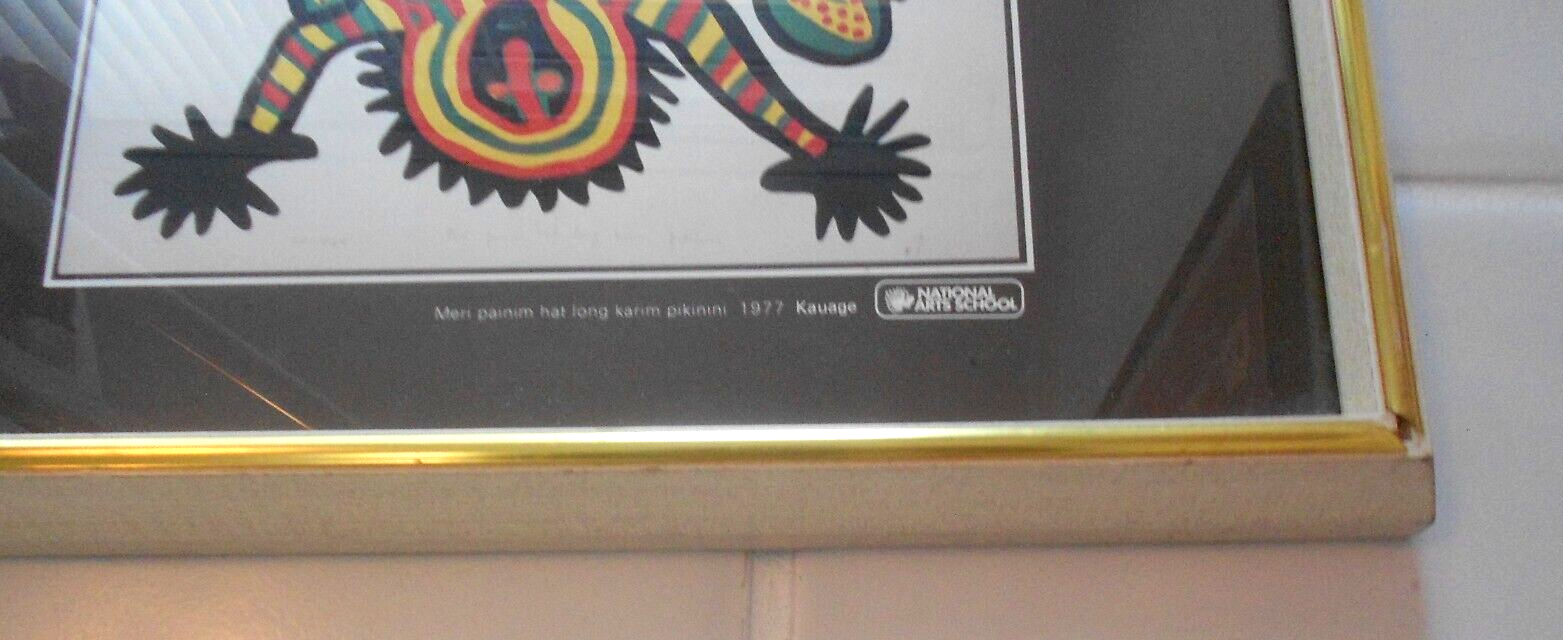 Meri painim hat long karim pikinini 1977 Kauage
NATIONAL
ARTS SCHOOL